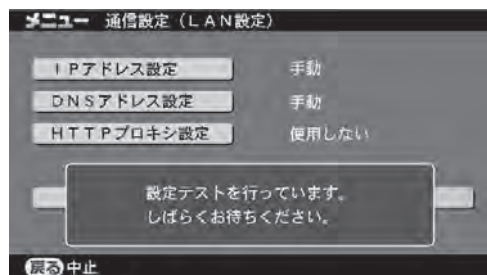 メニュー 通信設定（LAN設定）
IPアドレス設定 手動
DNSアドレス設定 手動
HTTPプロキシ設定 使用しない
設定テストを行っています。
しばらくお待ちください。
戻る 中止